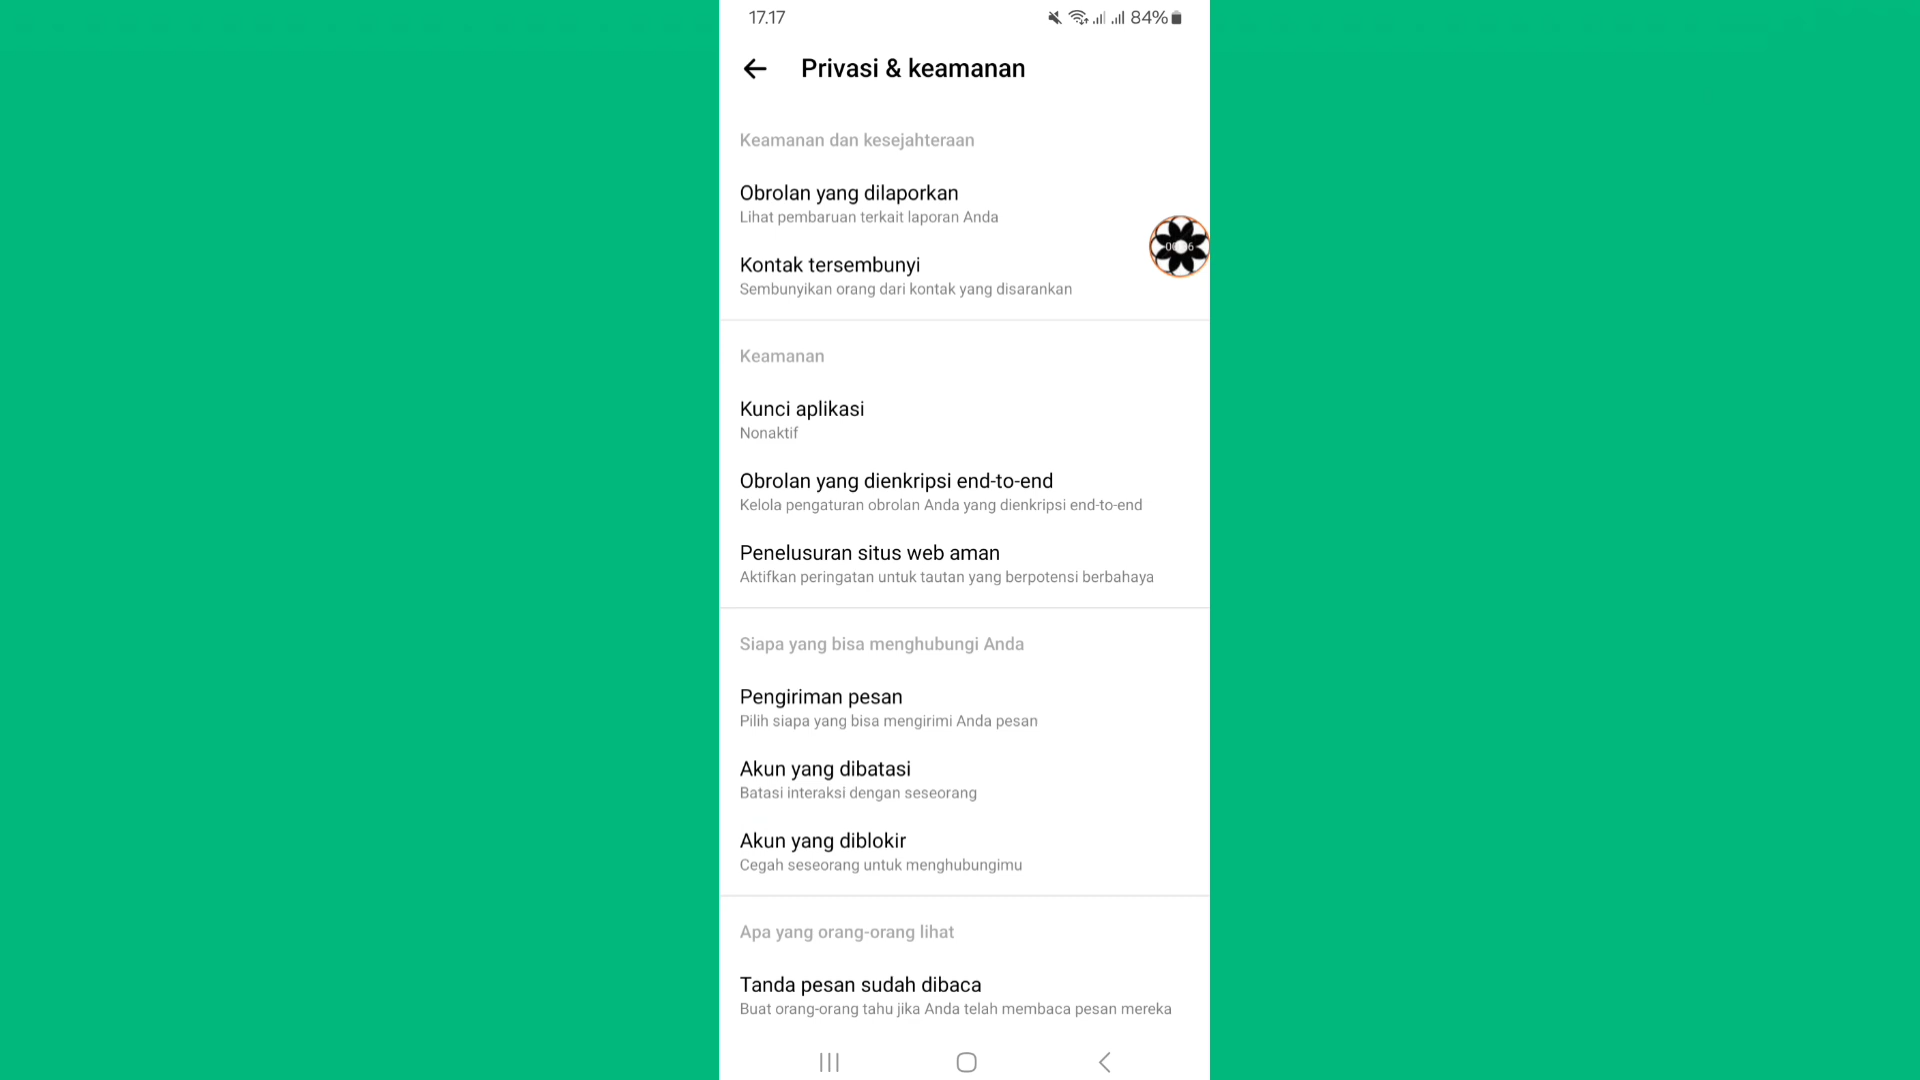 17.17
84%
Privasi & keamanan
Keamanan dan kesejahteraan
Obrolan yang dilaporkan
Lihat pembaruan terkait laporan Anda
Kontak tersembunyi
Sembunyikan orang dari kontak yang disarankan
Keamanan
Kunci aplikasi
Nonaktif
Obrolan yang dienkripsi end-to-end
Kelola pengaturan obrolan Anda yang dienkripsi end-to-end
Penelusuran situs web aman
Aktifkan peringatan untuk tautan yang berpotensi berbahaya
Siapa yang bisa menghubungi Anda
Pengiriman pesan
Pilih siapa yang bisa mengirimi Anda pesan
Akun yang dibatasi
Batasi interaksi dengan seseorang
Akun yang diblokir
Cegah seseorang untuk menghubungimu
Apa yang orang-orang lihat
Tanda pesan sudah dibaca
Buat orang-orang tahu jika Anda telah membaca pesan mereka